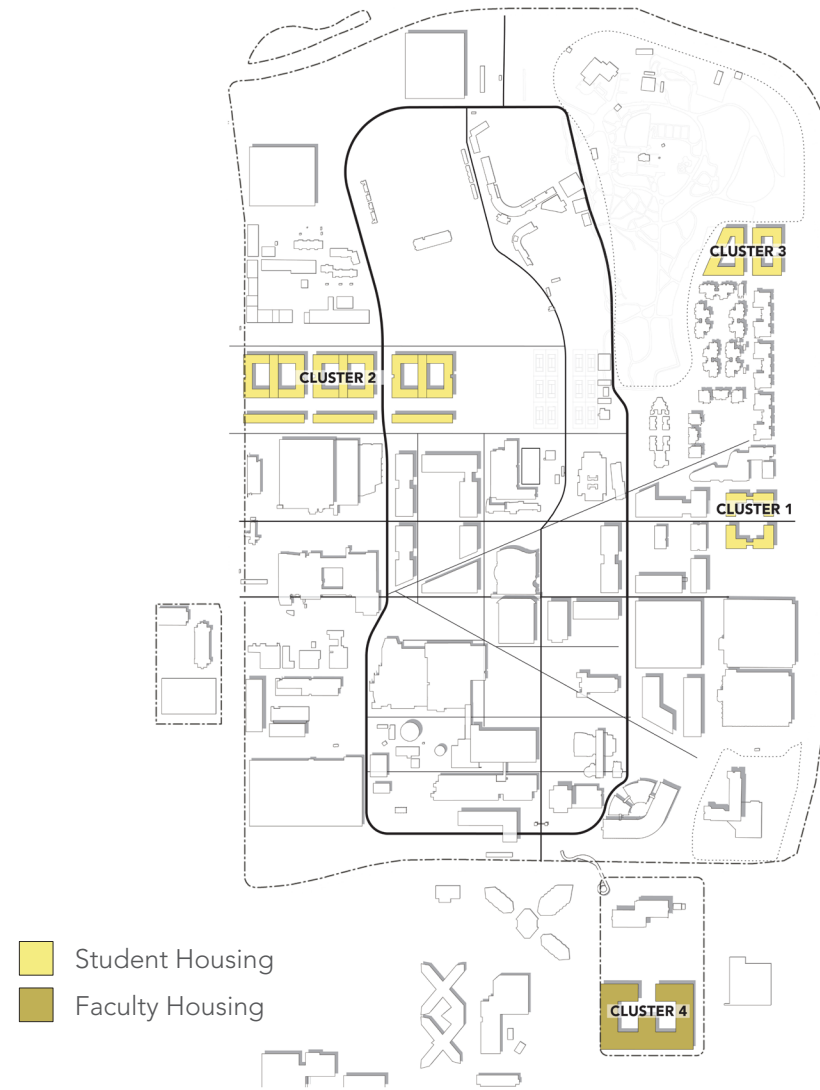 CLUSTER 3
CLUSTER 2
CLUSTER 1
Student Housing
Faculty Housing
CLUSTER 4